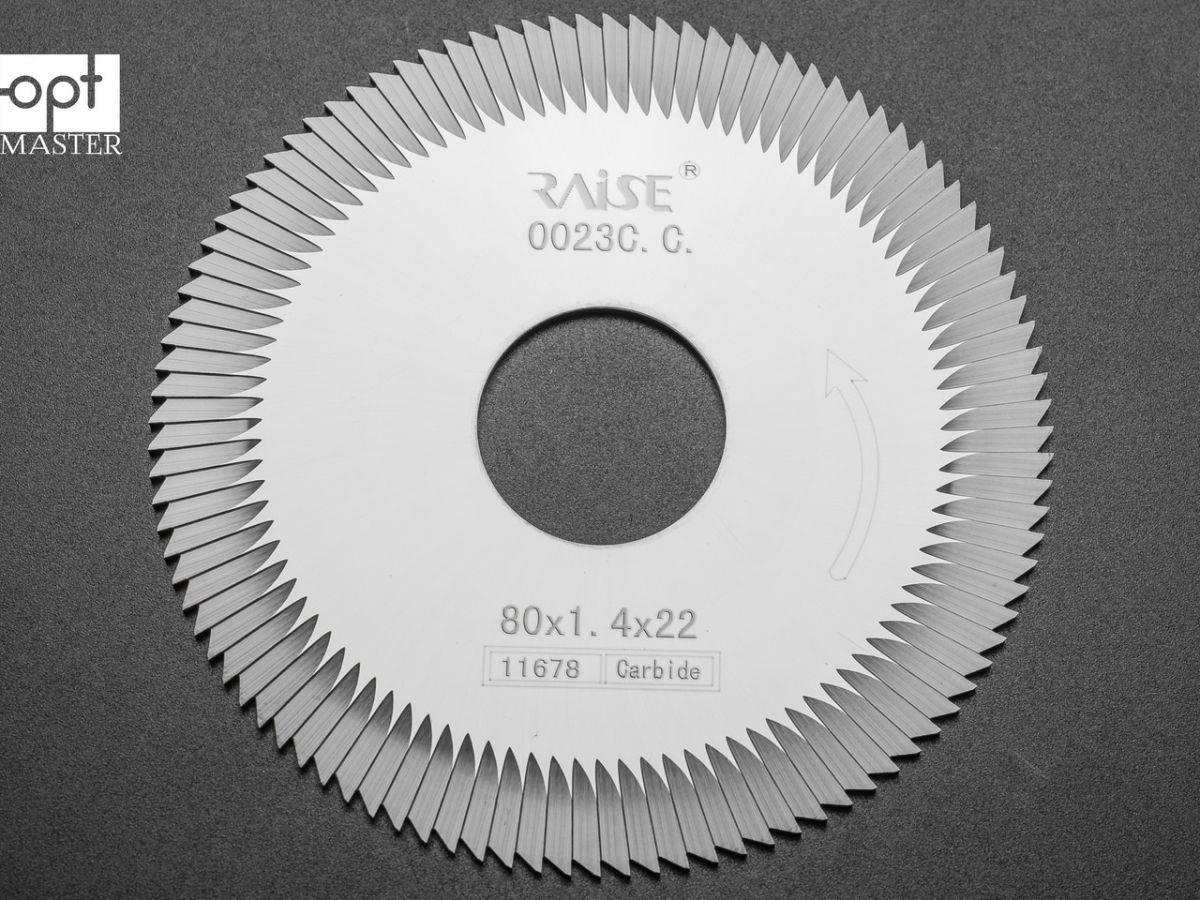 opt
MASTER
RAiSE®
0023C. C.
80x1. 4x22
11678 Carbide